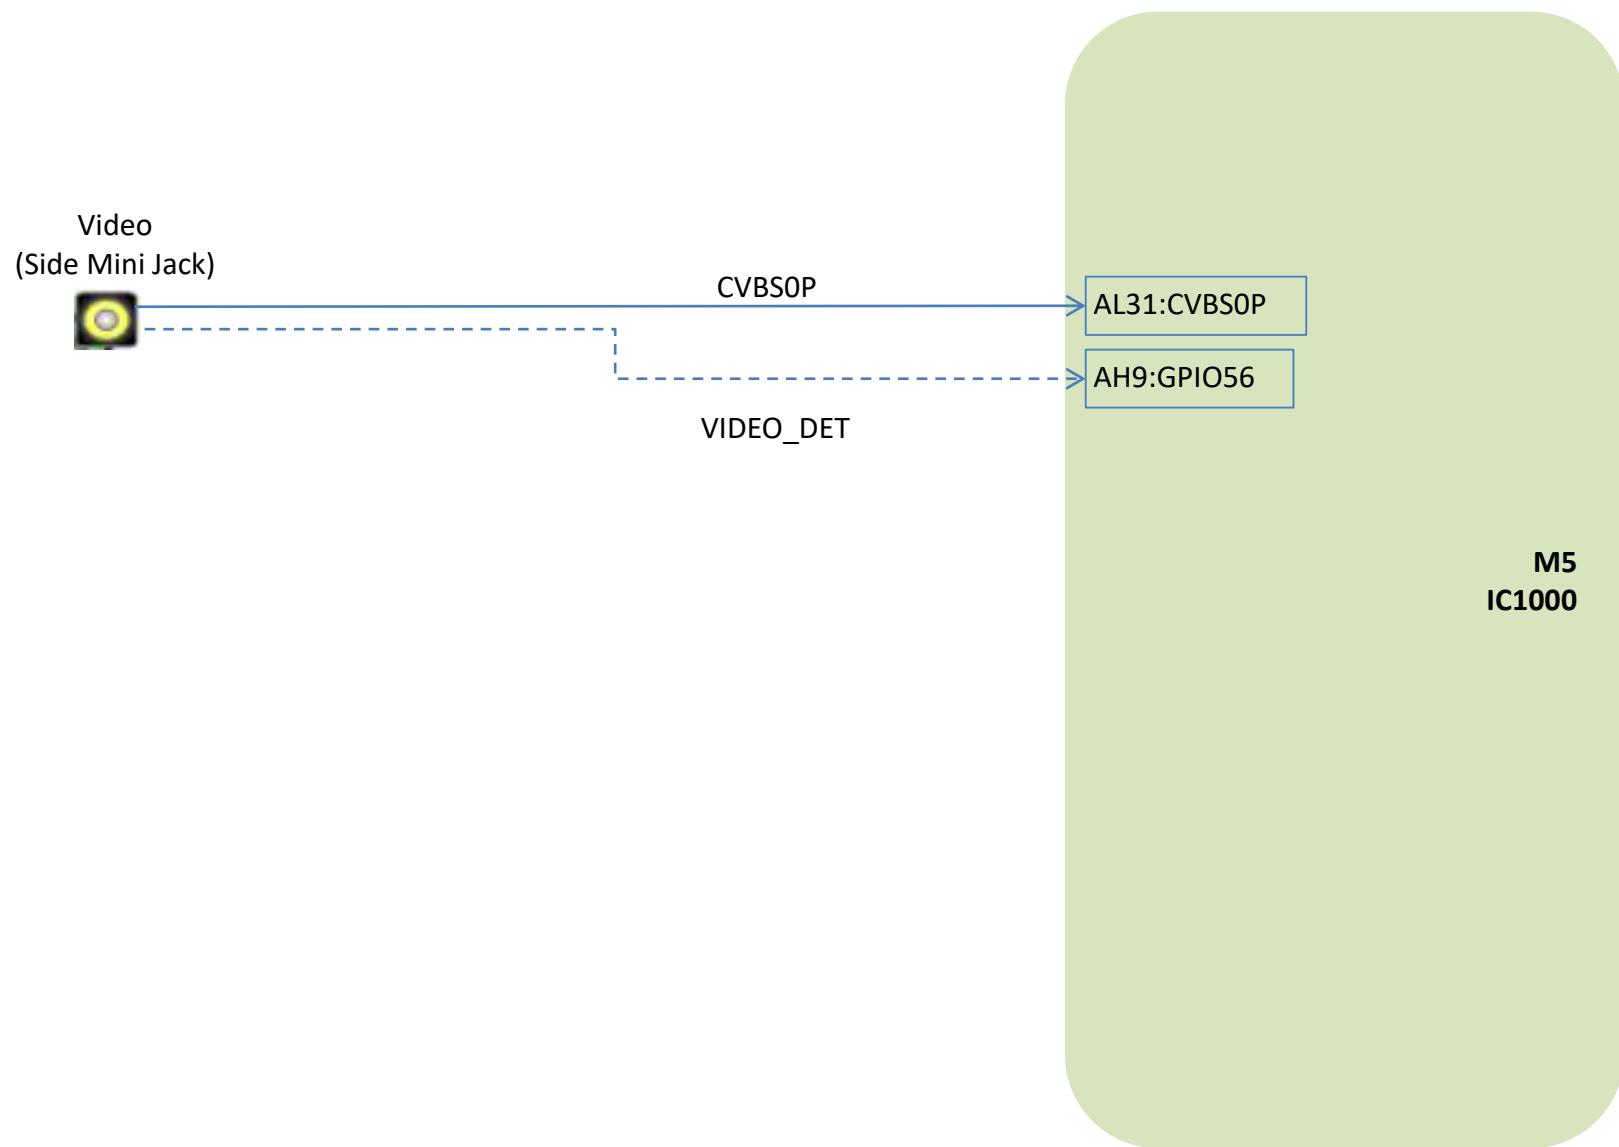 Video
(Side Mini Jack)
CVBS0P
AL31:CVBS0P
AH9:GPIO56
VIDEO_DET
M5
IC1000